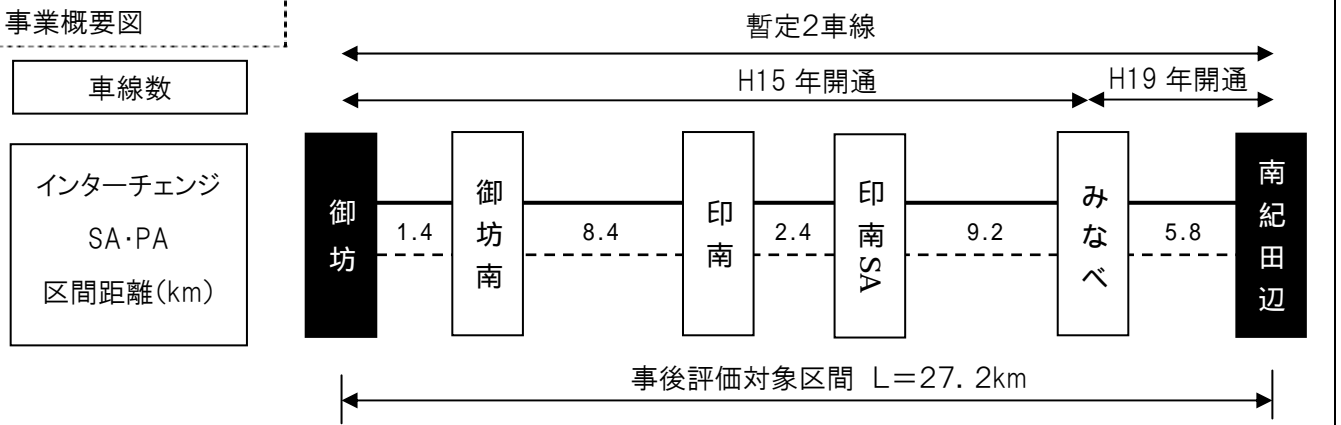 事業概要図
車線数
インターチェンジ
SA・PA
区間距離(km)
暫定2車線
H15 年開通
H19 年開通
御坊
1.4
御坊南
8.4
印南
2.4
印南SA
9.2
みなべ
5.8
南紀田辺
事後評価対象区間 L=27.2km